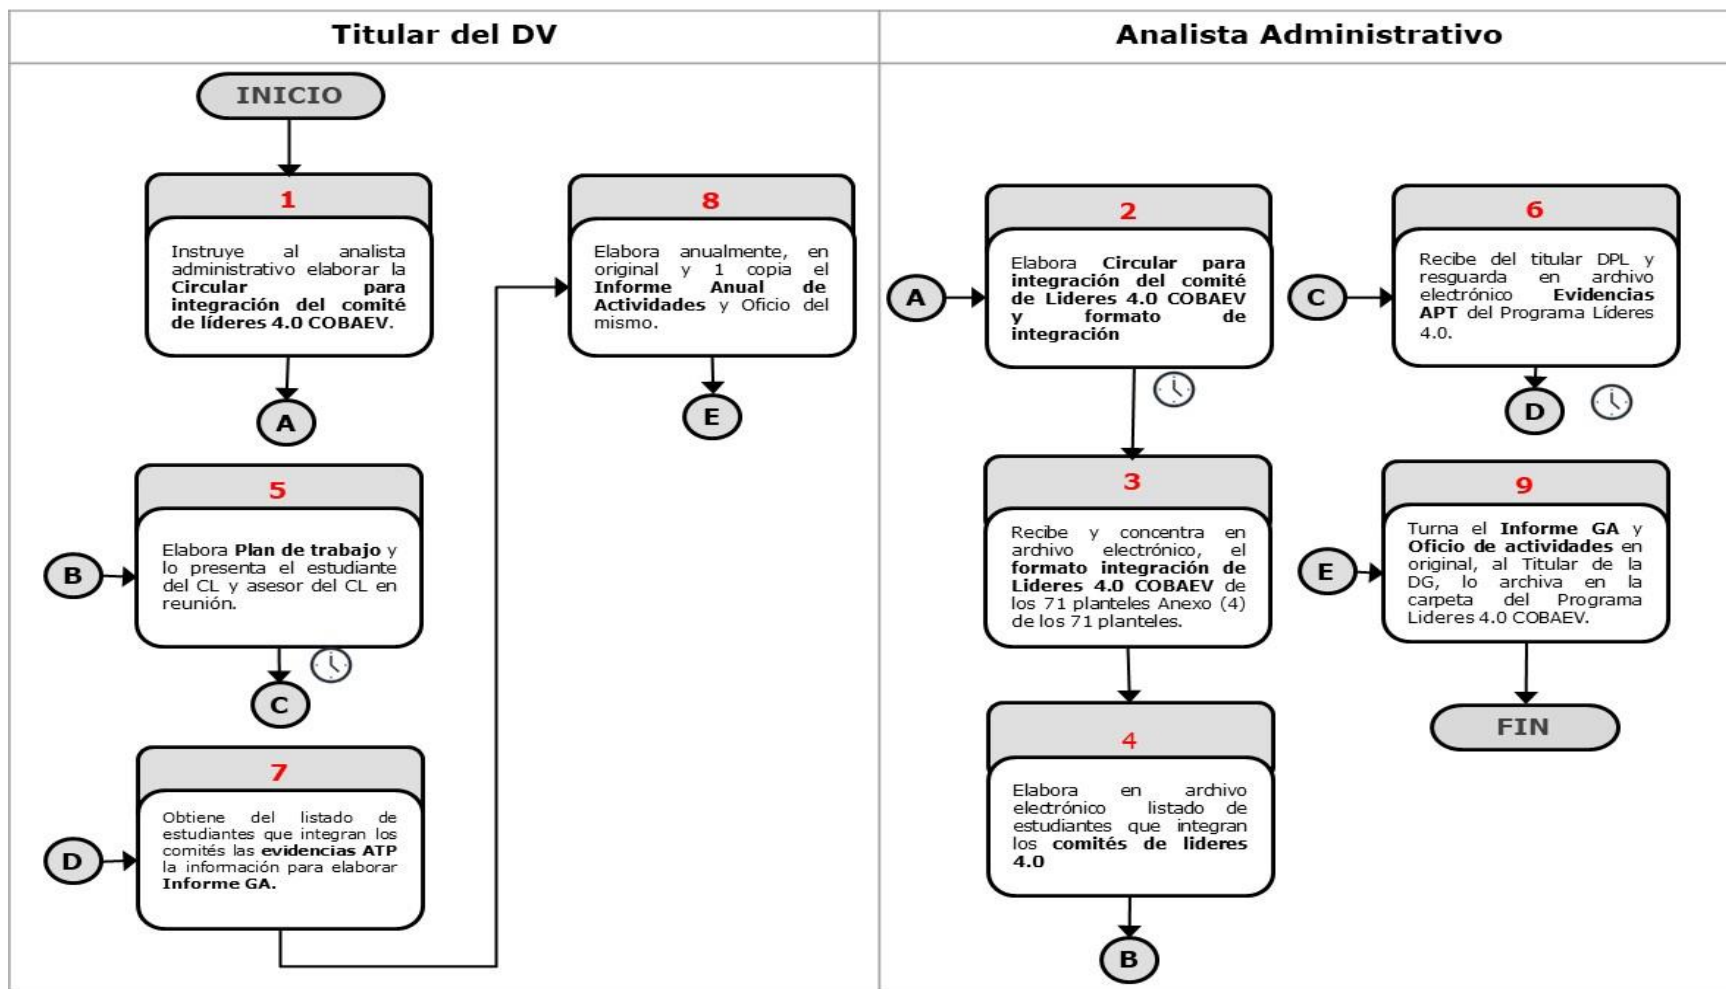 Titular del DV
Analista Administrativo
INICIO
1
Instruye al analista
administrativo elaborar la
Circular para
integración del comité
de líderes 4.0 COBAEV.
A
5
B
Elabora Plan de trabajo y
lo presenta el estudiante
del CL y asesor del CL en
reunión.
C
7
D
Obtiene del listado de
estudiantes que integran los
comités las evidencias ATP
la información para elaborar
Informe GA.
8
Elabora anualmente, en
original y 1 copia el
Informe Anual de
Actividades y Oficio del
mismo.
E
2
A
Elabora Circular para
integración del comité
de Lideres 4.0 COBAEV
y formato de
integración
3
Recibe y concentra en
archivo electrónico, el
formato integración de
Lideres 4.0 COBAEV de
los 71 planteles Anexo (4)
de los 71 planteles.
4
Elabora en archivo
electrónico listado de
estudiantes que integran
los comités de lideres
4.0
B
6
C
Recibe del titular DPL y
resguarda en archivo
electrónico Evidencias
APT del Programa Líderes
4.0.
D
9
E
Turna el Informe GA y
Oficio de actividades en
original, al Titular de la
DG, lo archiva en la
carpeta del Programa
Lideres 4.0 COBAEV.
FIN